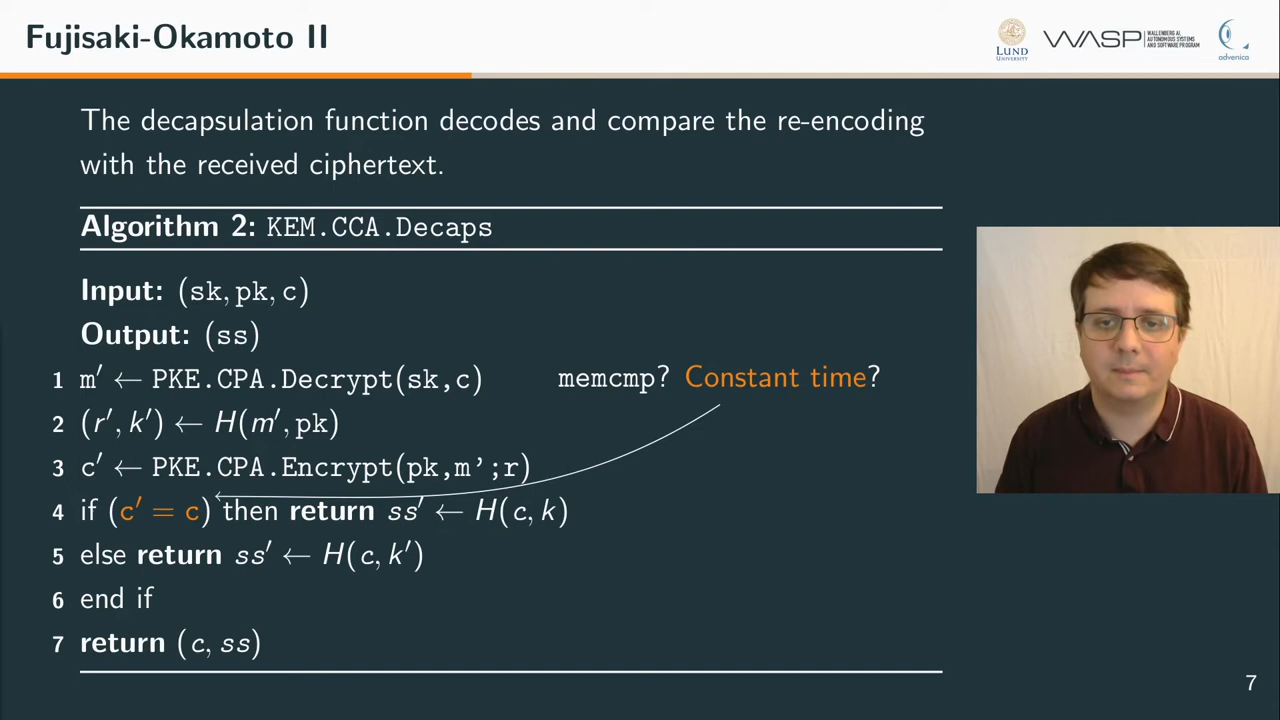 Fujisaki-Okamoto II
LUND
UNIVERSITY
WASP
WALLENBERG AI,
AUTONOMOUS SYSTEMS
AND SOFTWARE PROGRAM
advenica
The decapsulation function decodes and compare the re-encoding
with the received ciphertext.
Algorithm 2: KEM.CCA.Decaps
Input: (sk, pk, c)
Output: (ss)
1 m′ ← PKE.CPA.Decrypt(sk,c)
memcmp? Constant time?
2 (r′, k′) ← H(m′, pk)
3 c′ ← PKE.CPA.Encrypt(pk,m';r)
4 if (c′ = c) then return ss′ ← H(c, k)
5 else return ss′ ← H(c, k′)
6 end if
7 return (c, ss)
7